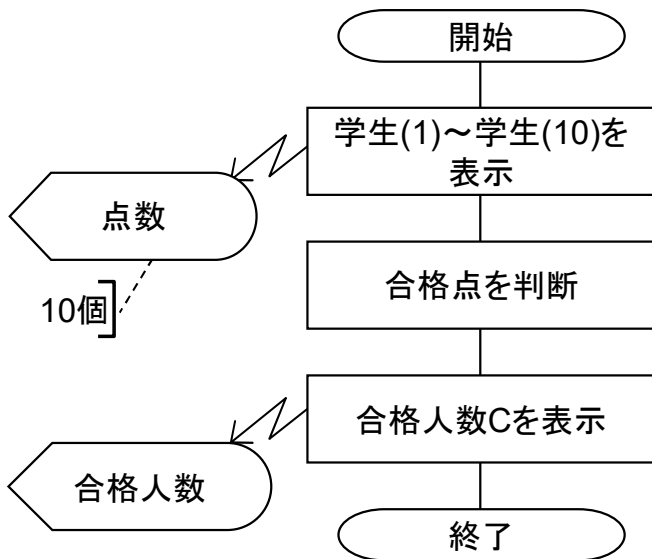 開始
学生(1)～学生(10)を
表示
点数
10個
合格点を判断
合格人数Cを表示
合格人数
終了